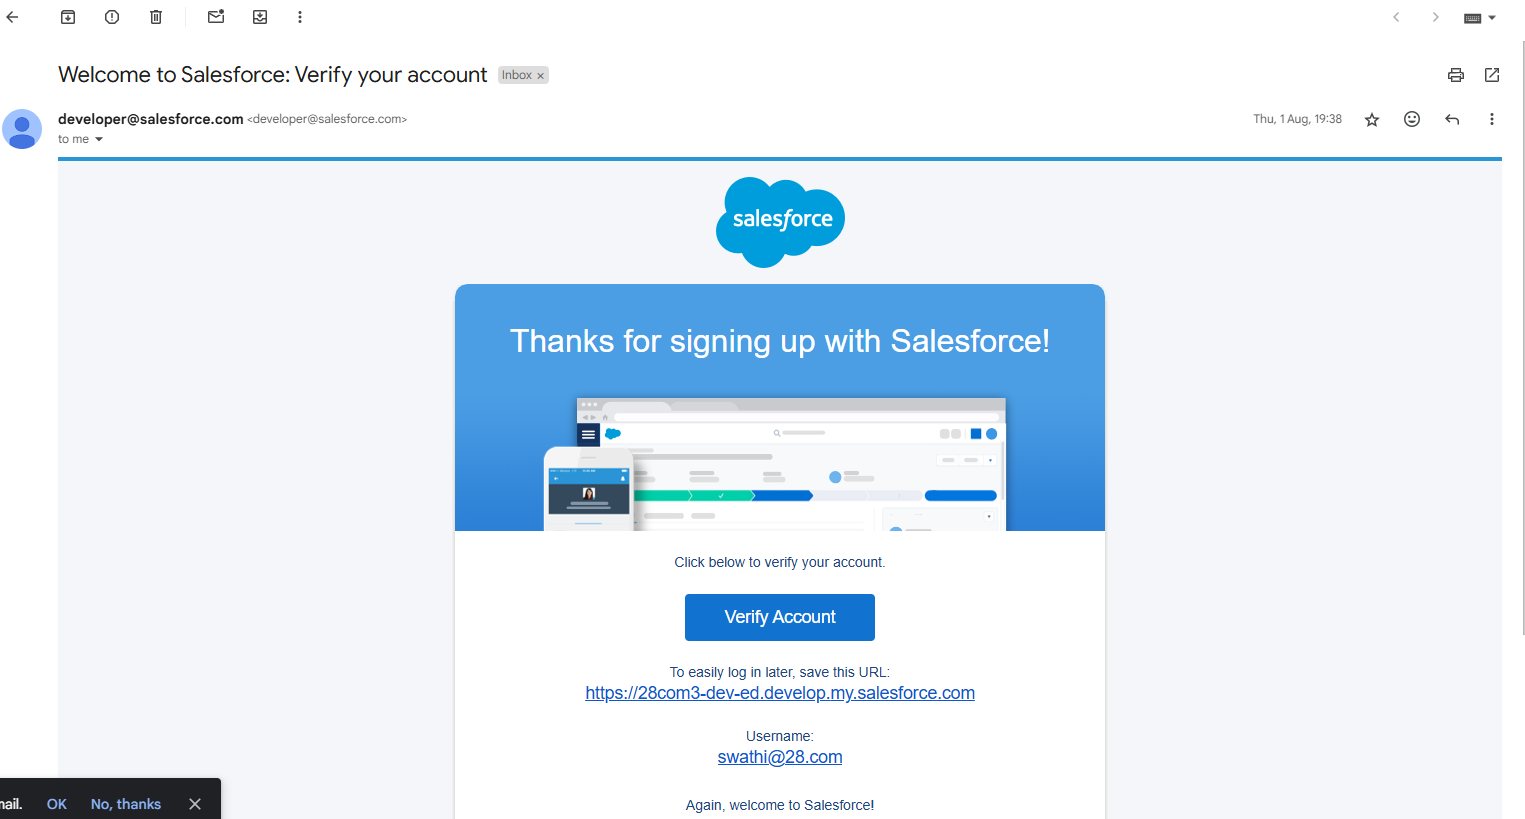 Welcome to Salesforce: Verify your account
Inbox ×
developer@salesforce.com <developer@salesforce.com>
Thu, 1 Aug, 19:38
to me
salesforce
Thanks for signing up with Salesforce!
Click below to verify your account.
Verify Account
To easily log in later, save this URL:
https://28com3-dev-ed.develop.my.salesforce.com
Username:
swathi@28.com
Again, welcome to Salesforce!
OK No, thanks